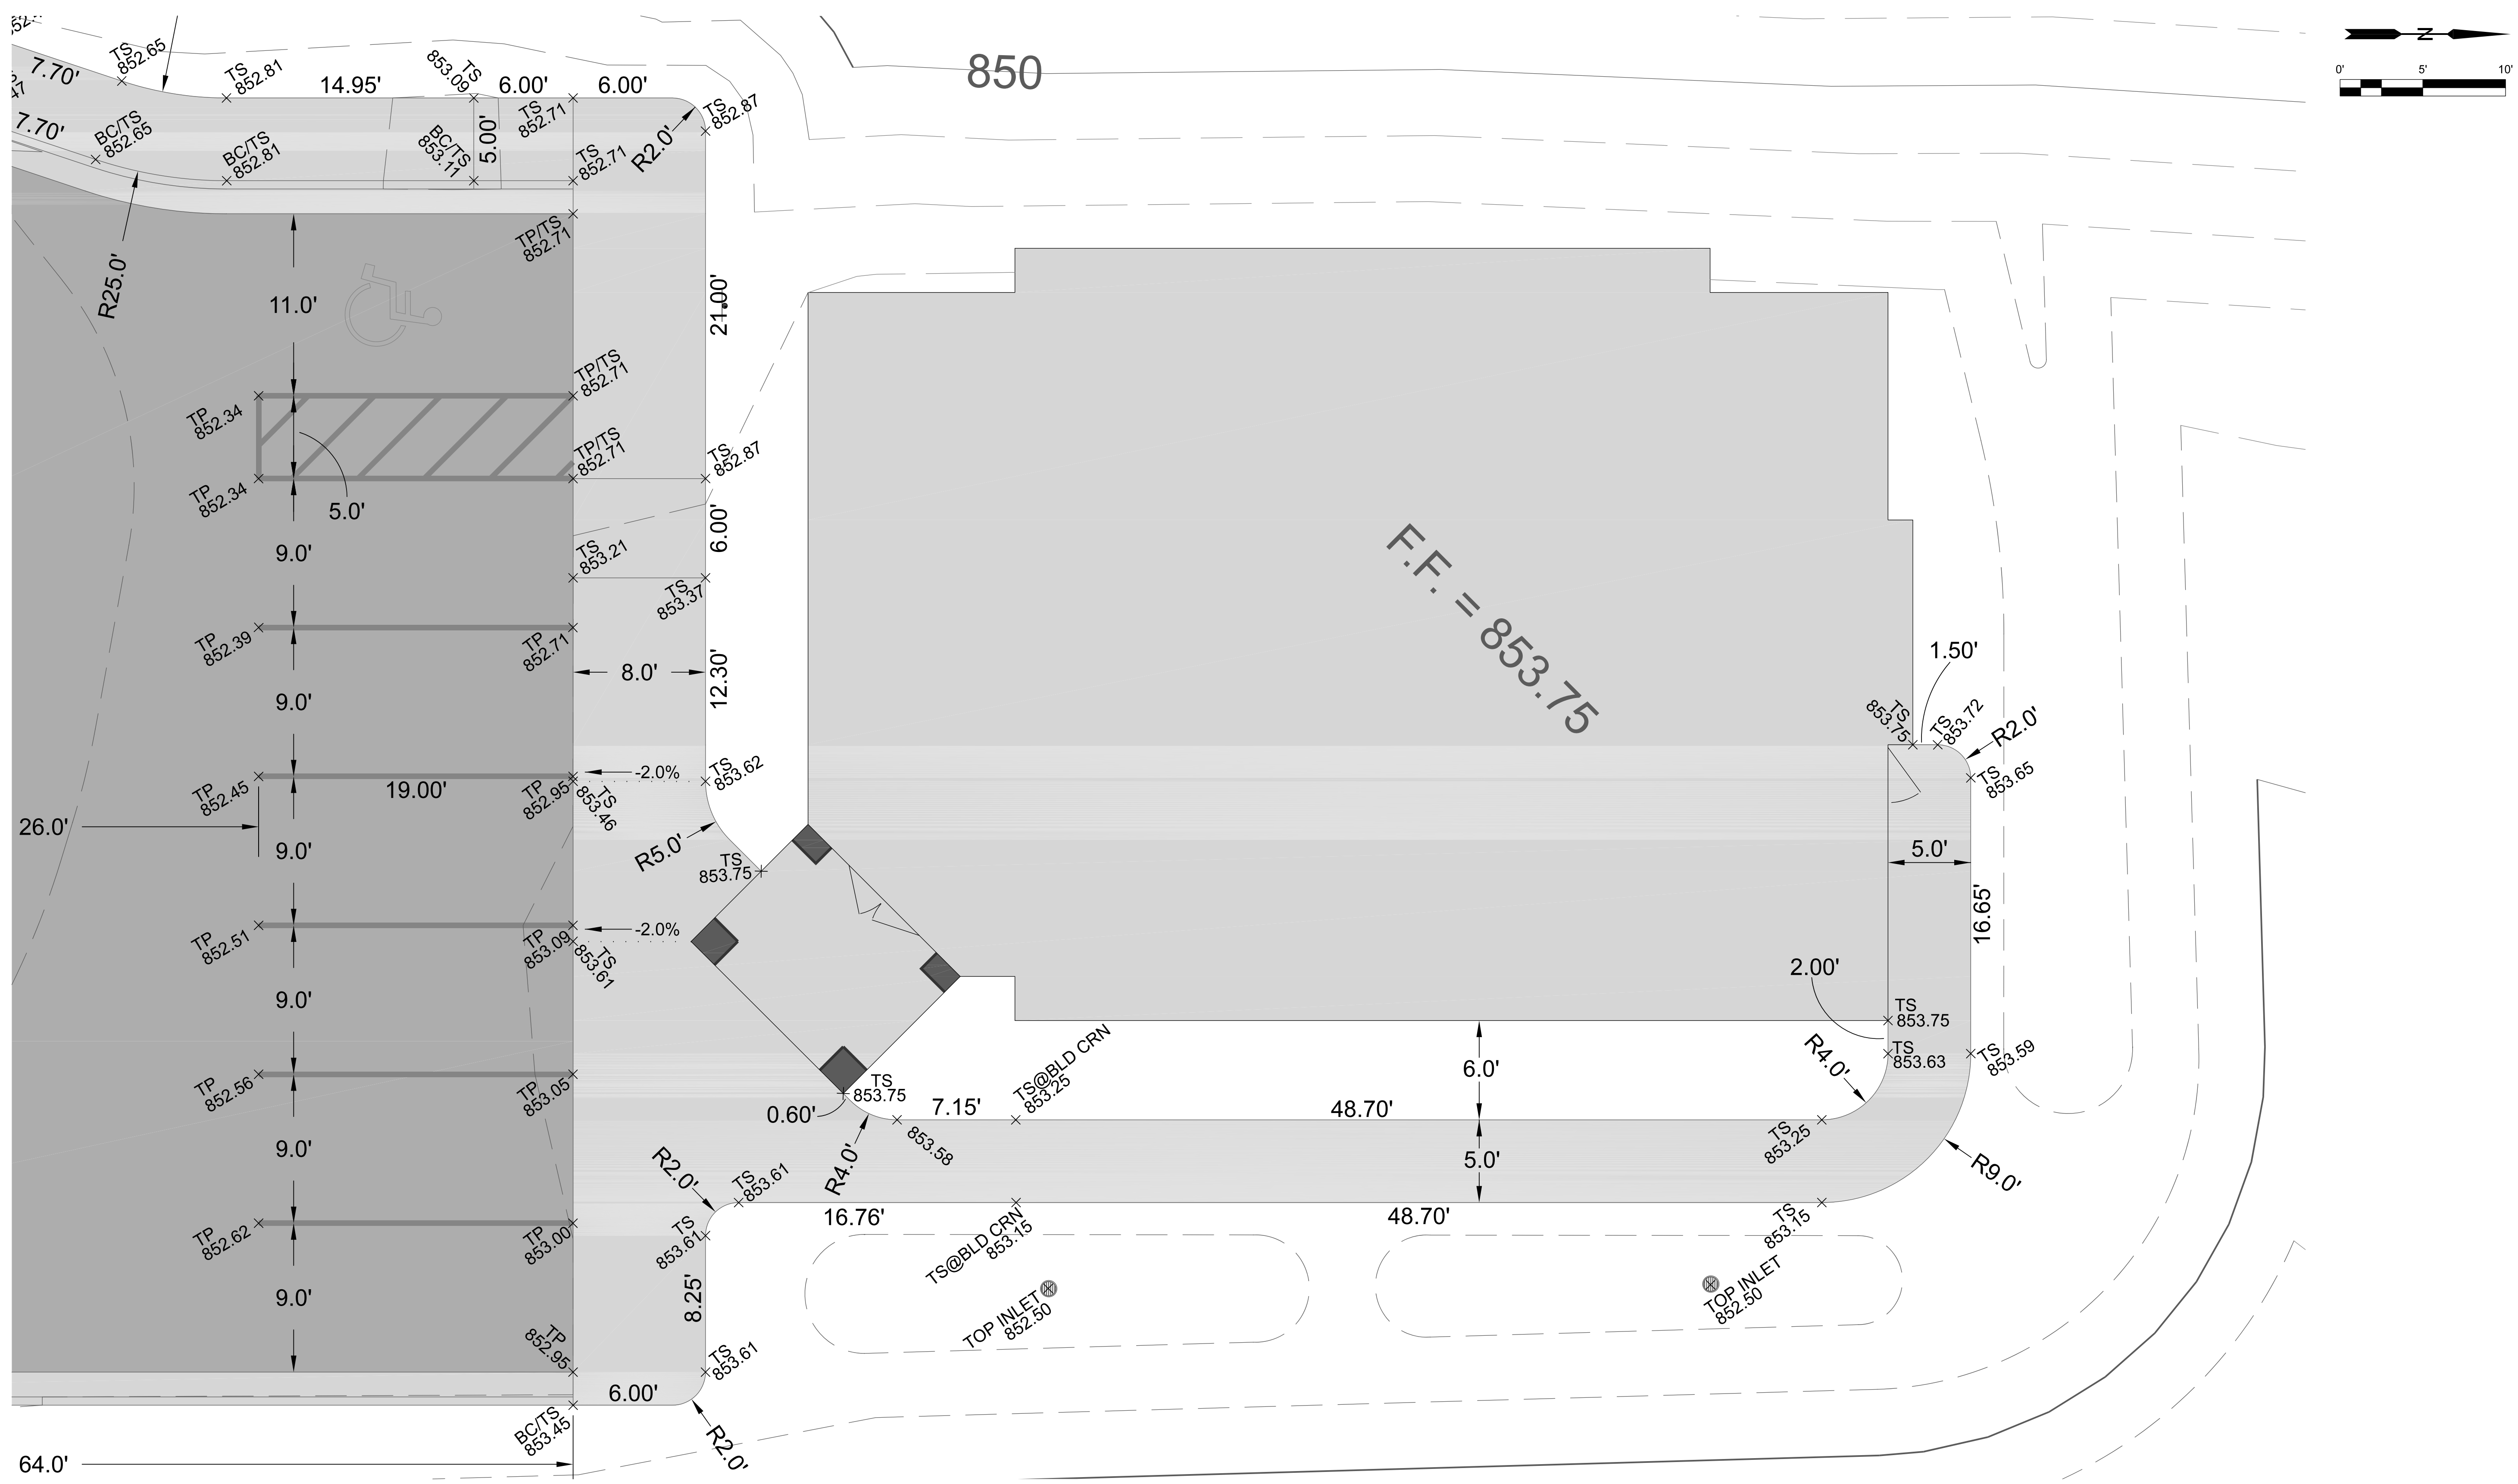 850
N
0'
5'
10'
852.
7.70'
TS
852.65
TS
852.81
14.95'
TS
853.09
6.00'
6.00'
TS
852.71
TS
852.87
R2.0'
47
7.70'
BC/TS
852.65
BC/TS
852.81
BC/TS
853.11
5.00'
TS
852.71
R25.0'
TP/TS
852.71
11.0'
21.00'
TP/TS
852.71
TP
852.34
TP/TS
852.71
TS
852.87
TP
852.34
5.0'
9.0'
6.00'
TS
853.21
TS
853.37
F.F. = 853.75
TP
852.39
TP
852.71
9.0'
8.0'
12.30'
1.50'
TS
853.75
TS
853.72
R2.0'
TS
853.65
-2.0%
TS
853.62
TP
852.45
19.00'
TP
852.95
TS
853.46
26.0'
9.0'
R5.0'
TS
853.75
5.0'
16.65'
TP
852.51
TP
853.09
-2.0%
TS
853.61
2.00'
9.0'
TS
853.75
TS
853.63
TS
853.59
R4.0'
6.0'
TP
852.56
TP
853.05
TS
853.75
0.60'
7.15'
TS@BLD CRN
853.25
48.70'
TS
853.25
853.58
9.0'
R2.0'
TS
853.61
R4.0'
5.0'
R9.0'
16.76'
48.70'
TP
852.62
TP
853.00
TS
853.61
TS@BLD CRN
853.15
TS
853.15
9.0'
8.25'
TOP INLET
852.50
TOP INLET
852.50
TP
852.95
TS
853.61
6.00'
BC/TS
853.45
R2.0'
64.0'